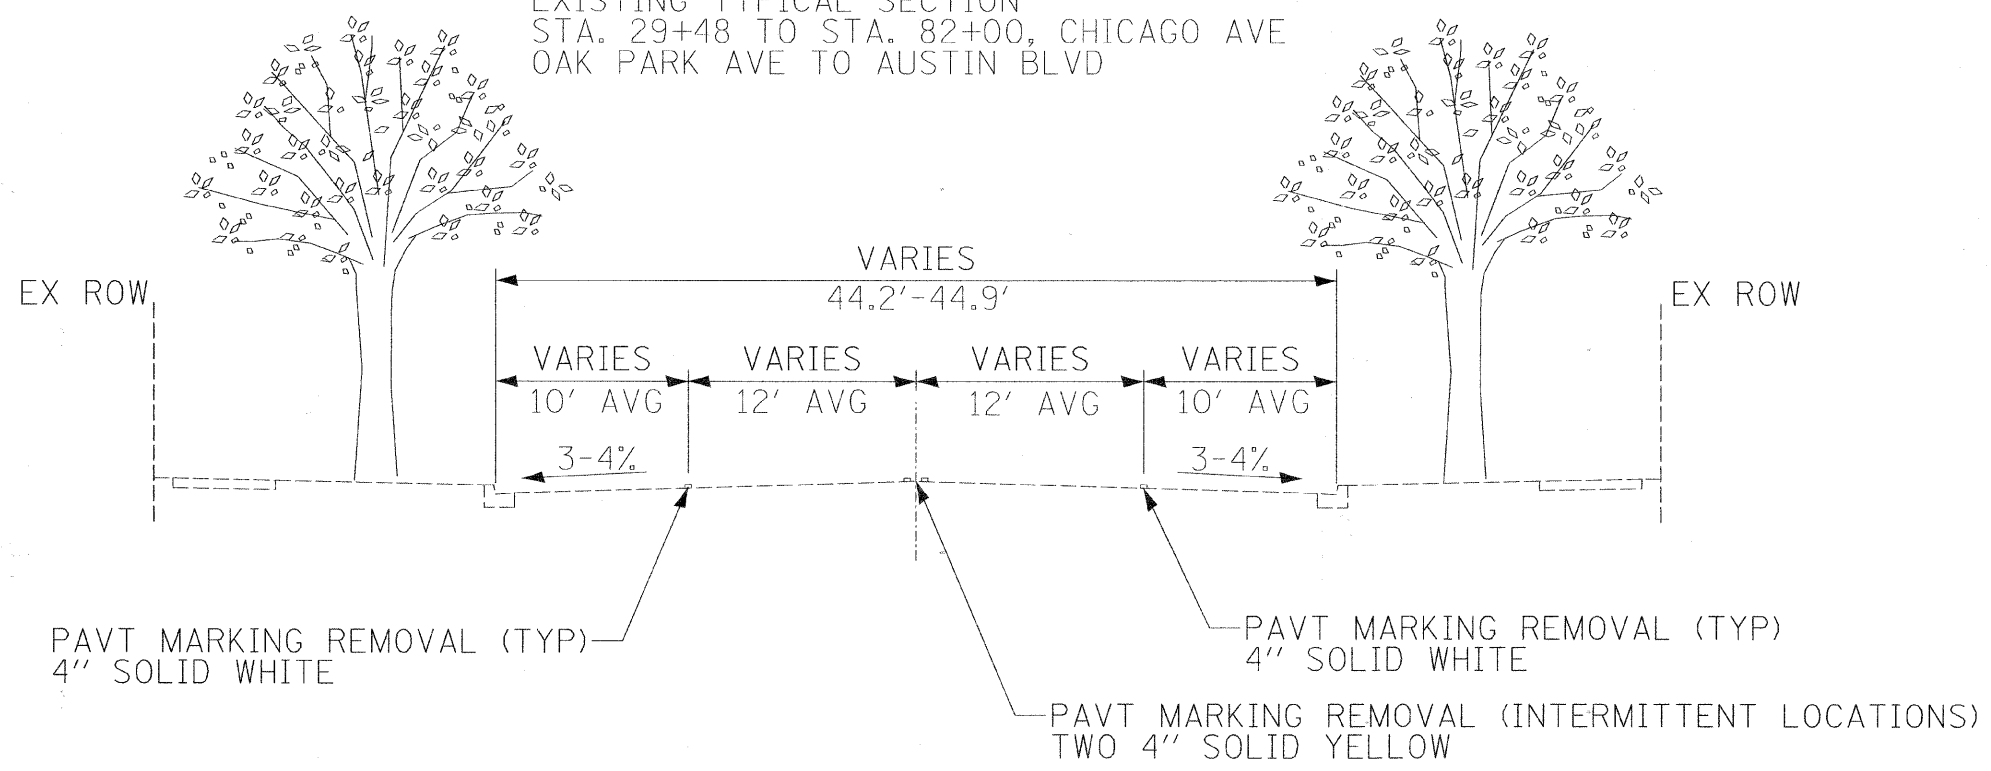 EXISTING TYPICAL SECTION
STA. 29+48 TO STA. 82+00, CHICAGO AVE
OAK PARK AVE TO AUSTIN BLVD
VARIES
44.2'-44.9'
EX ROW
EX ROW
VARIES
VARIES
VARIES
VARIES
10' AVG
12' AVG
12' AVG
10' AVG
3-4%
3-4%
PAVT MARKING REMOVAL (TYP)
4" SOLID WHITE
PAVT MARKING REMOVAL (TYP)
4" SOLID WHITE
PAVT MARKING REMOVAL (INTERMITTENT LOCATIONS)
TWO 4" SOLID YELLOW